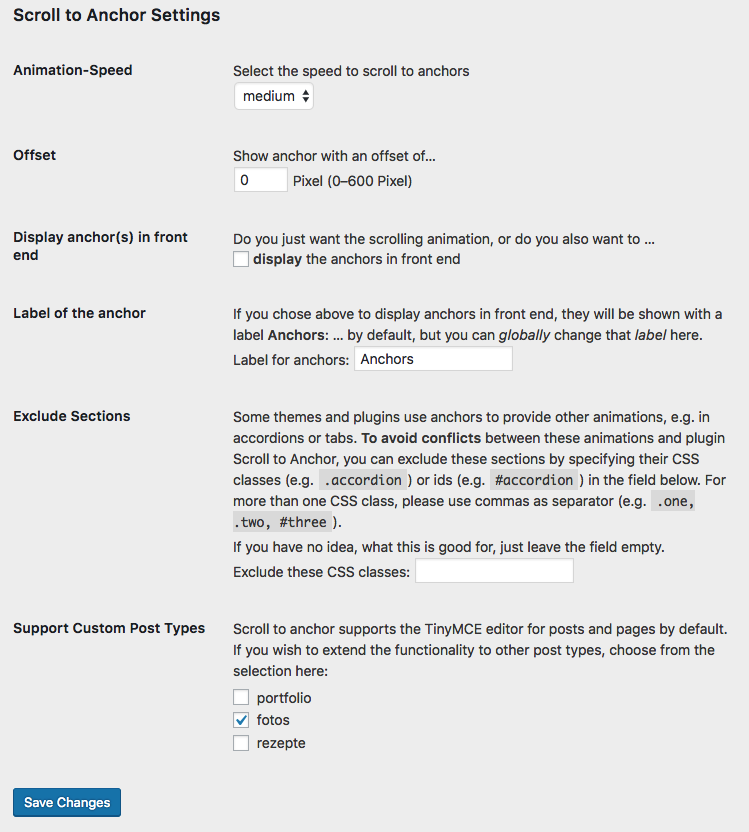 Scroll to Anchor Settings
Animation-Speed
Select the speed to scroll to anchors
medium
Offset
Show anchor with an offset of...
0 Pixel (0–600 Pixel)
Display anchor(s) in front
end
Do you just want the scrolling animation, or do you also want to ...
display the anchors in front end
Label of the anchor
If you chose above to display anchors in front end, they will be shown with a
label Anchors: ... by default, but you can globally change that label here.
Label for anchors: Anchors
Exclude Sections
Some themes and plugins use anchors to provide other animations, e.g. in
accordions or tabs. To avoid conflicts between these animations and plugin
Scroll to Anchor, you can exclude these sections by specifying their CSS
classes (e.g. .accordion ) or ids (e.g. #accordion ) in the field below. For
more than one CSS class, please use commas as separator (e.g. .one,
.two, #three ).
If you have no idea, what this is good for, just leave the field empty.
Exclude these CSS classes:
Support Custom Post Types
Scroll to anchor supports the TinyMCE editor for posts and pages by default.
If you wish to extend the functionality to other post types, choose from the
selection here:
portfolio
fotos
rezepte
Save Changes